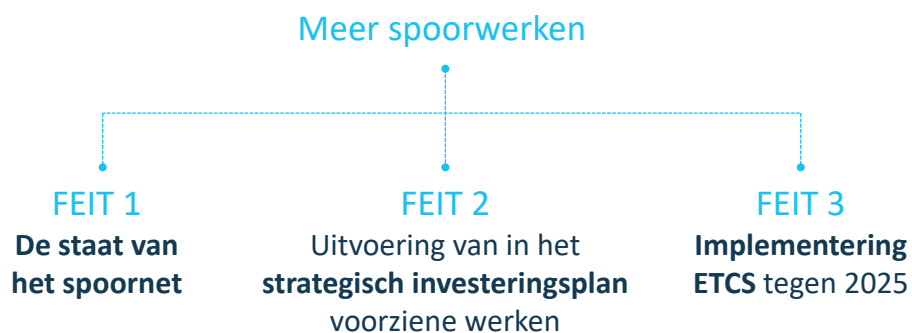 Meer spoorwerken
FEIT 1
De staat van
het spoornet
FEIT 2
Uitvoering van in het
strategisch investeringsplan
voorziene werken
FEIT 3
Implementering
ETCS tegen 2025